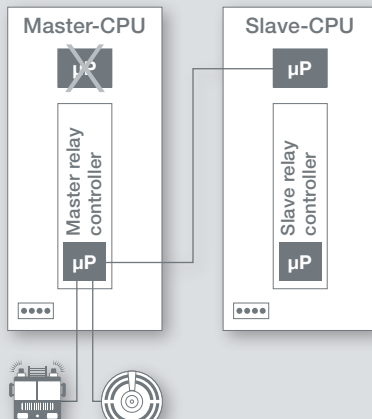 Master-CPU
µP
Master relay
controller
µP
Slave-CPU
µP
Slave relay
controller
µP